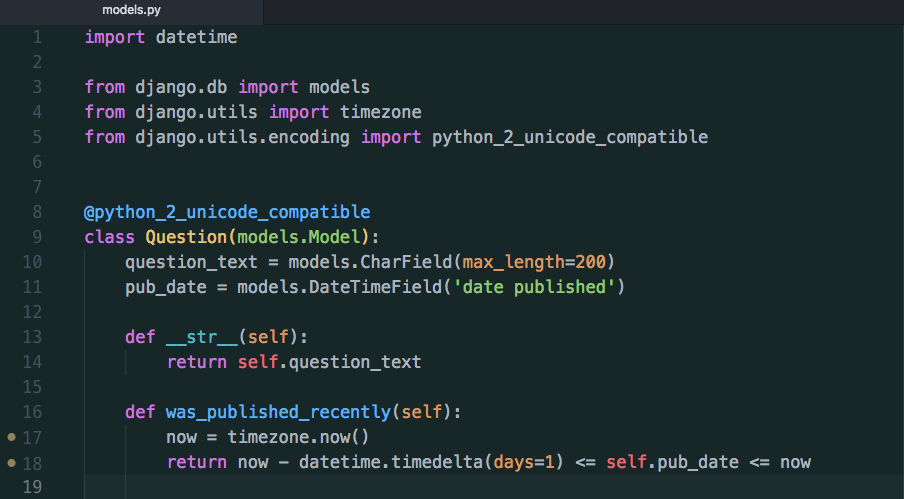 models.py
1 import datetime
2
3 from django.db import models
4 from django.utils import timezone
5 from django.utils.encoding import python_2_unicode_compatible
6
7
8 @python_2_unicode_compatible
9 class Question(models.Model):
10     question_text = models.CharField(max_length=200)
11     pub_date = models.DateTimeField('date published')
12
13     def __str__(self):
14         return self.question_text
15
16     def was_published_recently(self):
17         now = timezone.now()
18         return now - datetime.timedelta(days=1) <= self.pub_date <= now
19